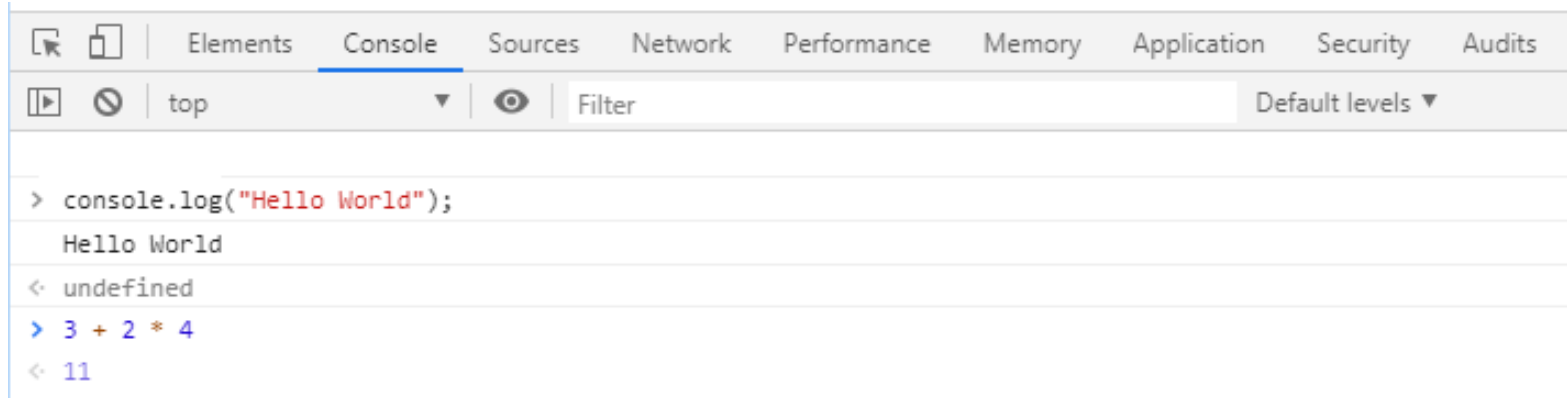 Elements Console Sources Network Performance Memory Application Security Audits
top ▼ Filter Default levels ▼
> console.log("Hello World");
Hello World
<· undefined
> 3 + 2 * 4
<· 11